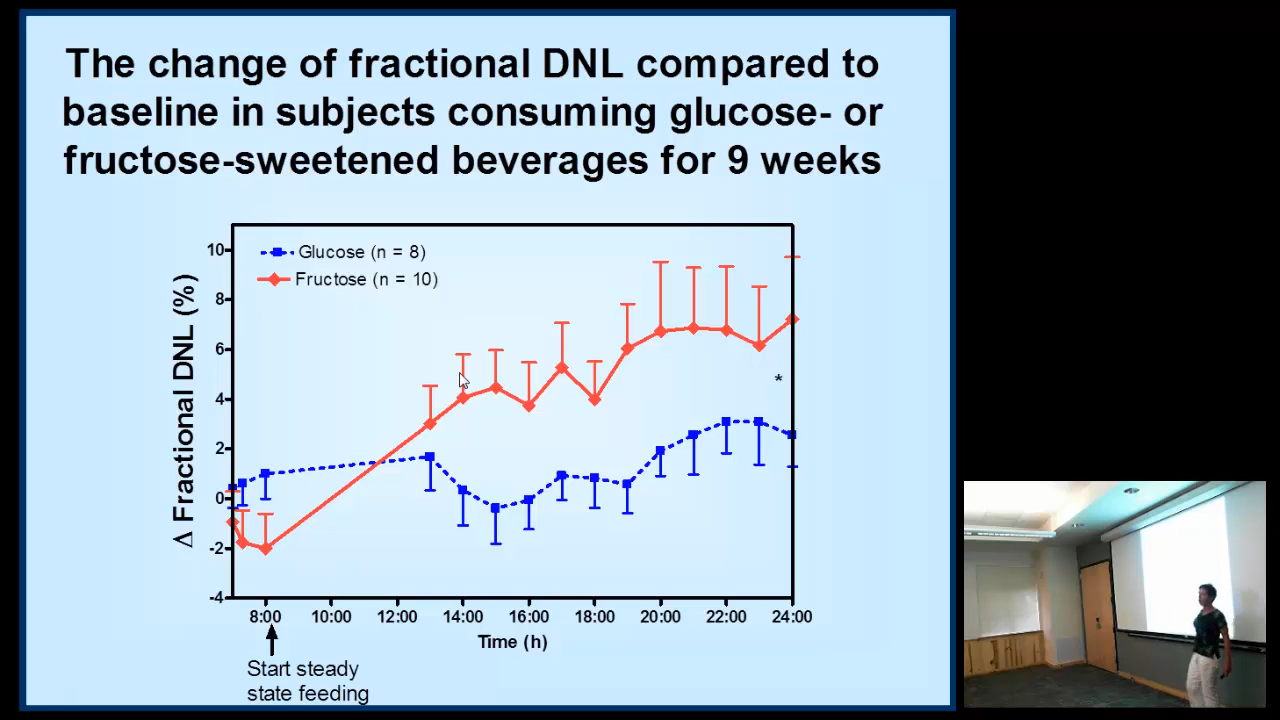 The change of fractional DNL compared to
baseline in subjects consuming glucose- or
fructose-sweetened beverages for 9 weeks
Glucose (n = 8)
Fructose (n = 10)
Δ Fractional DNL (%)
10
8
6
4
2
0
-2
-4
*
8:00 10:00 12:00 14:00 16:00 18:00 20:00 22:00 24:00
Time (h)
Start steady
state feeding